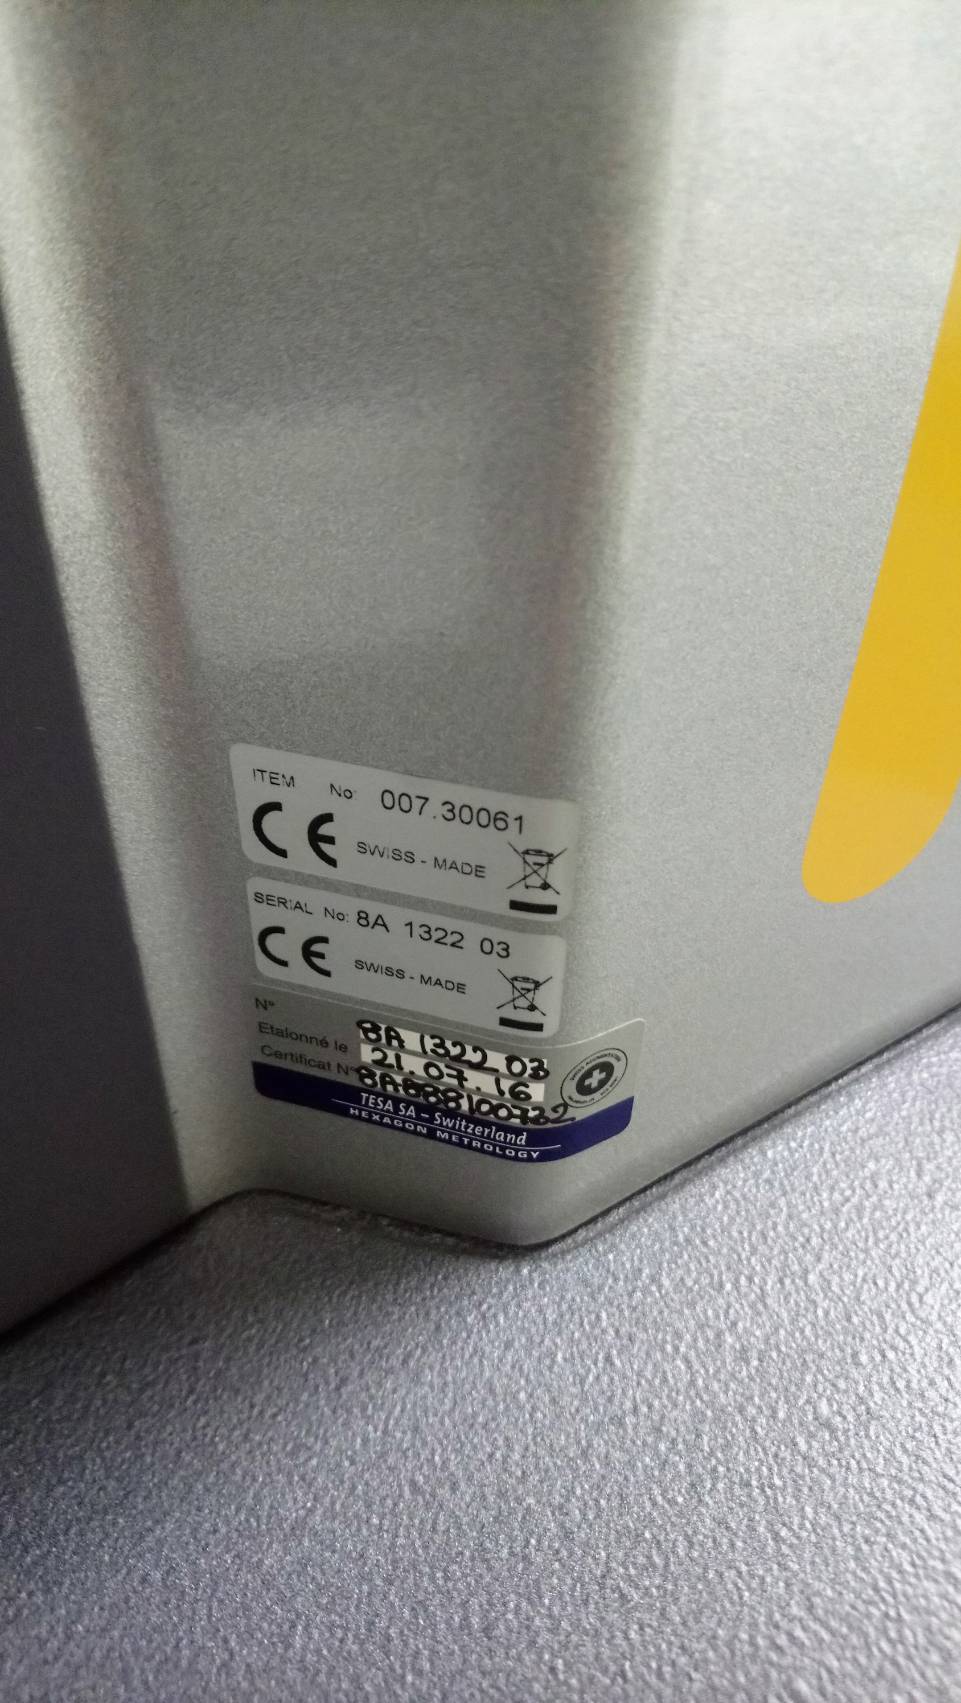 ITEM No: 007.30061
CE SWISS - MADE
SERIAL No: 8A 1322 03
CE SWISS - MADE
N° 8A 1322 03
Etalonné le 21.07.16
Certificat N° 8A888100732
TESA SA – Switzerland
HEXAGON METROLOGY